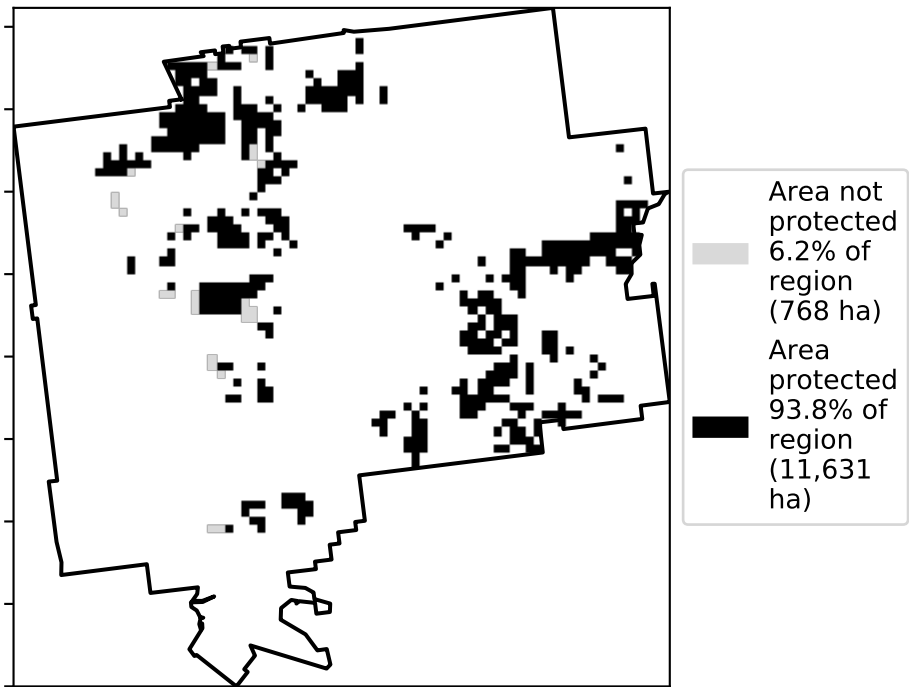 Area not
protected
6.2% of
region
(768 ha)
Area
protected
93.8% of
region
(11,631
ha)